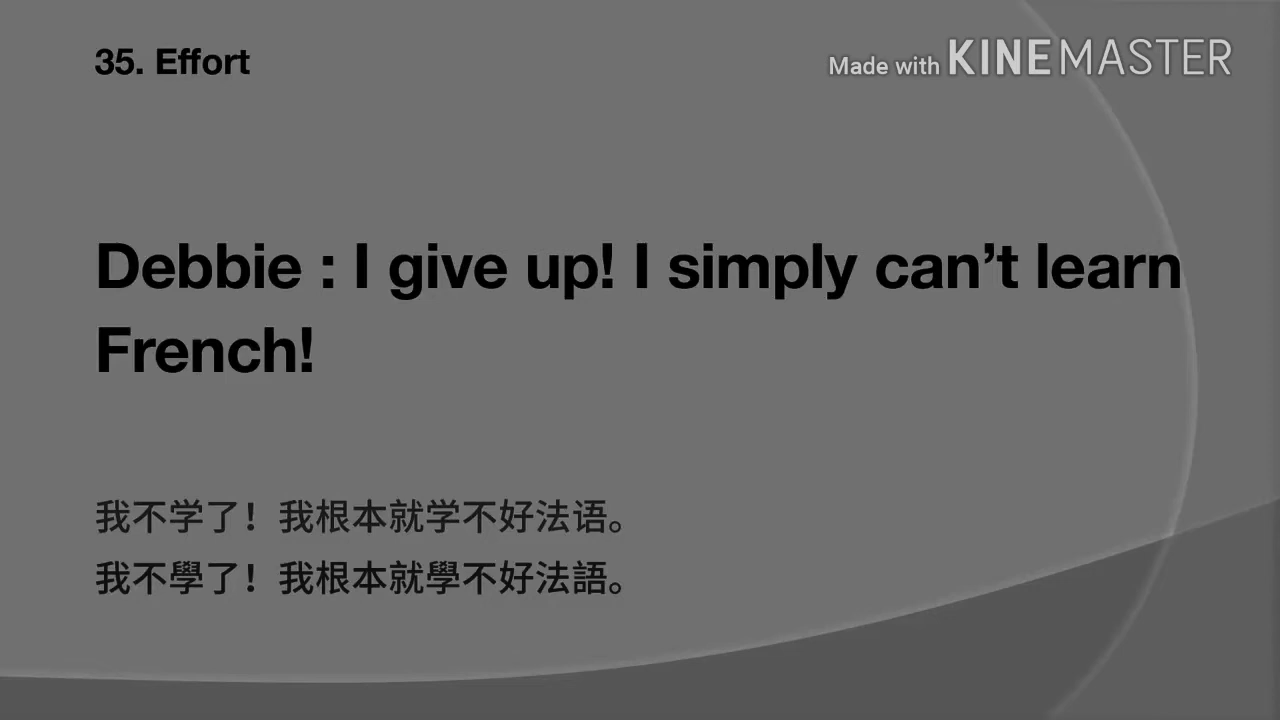 35. Effort
Made with KINEMASTER
Debbie : I give up! I simply can’t learn
French!
我不学了！我根本就学不好法语。
我不學了！我根本就學不好法語。